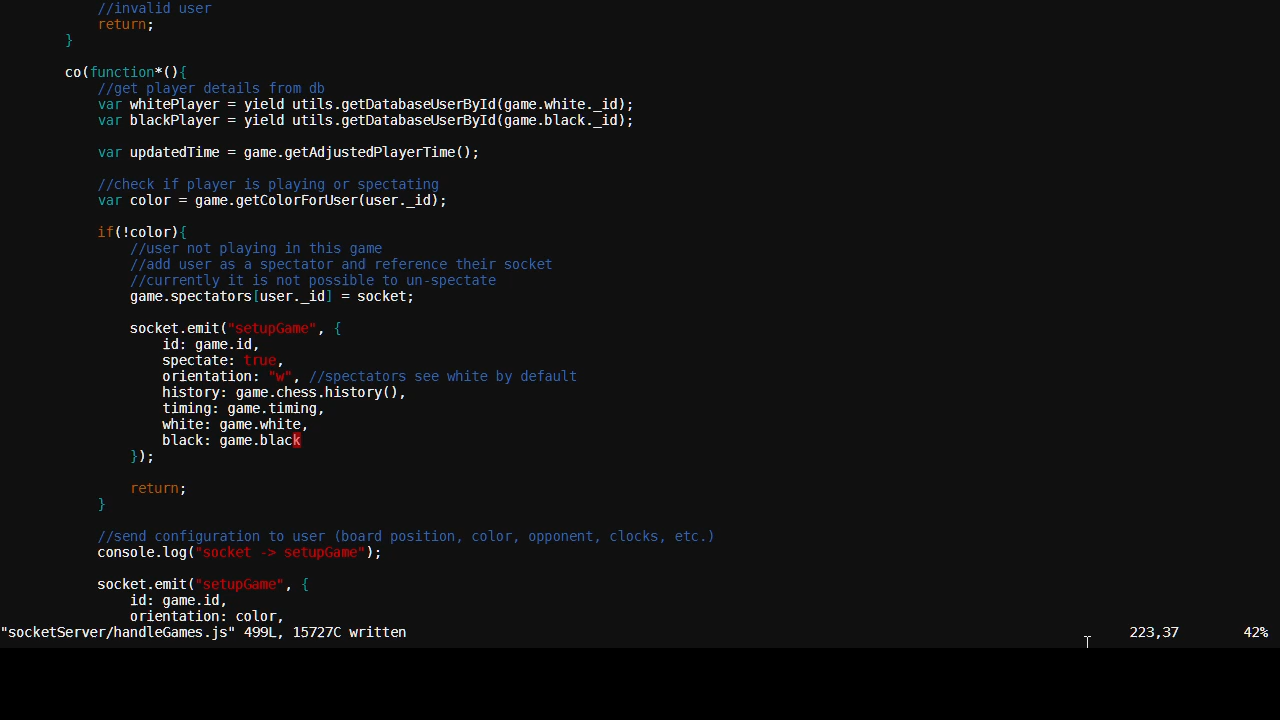 //invalid user
return;
}
co(function*(){
//get player details from db
var whitePlayer = yield utils.getDatabaseUserById(game.white._id);
var blackPlayer = yield utils.getDatabaseUserById(game.black._id);
var updatedTime = game.getAdjustedPlayerTime();
//check if player is playing or spectating
var color = game.getColorForUser(user._id);
if(!color){
//user not playing in this game
//add user as a spectator and reference their socket
//currently it is not possible to un-spectate
game.spectators[user._id] = socket;
socket.emit("setupGame", {
id: game.id,
spectate: true,
orientation: "w", //spectators see white by default
history: game.chess.history(),
timing: game.timing,
white: game.white,
black: game.black
});
return;
}
//send configuration to user (board position, color, opponent, clocks, etc.)
console.log("socket -> setupGame");
socket.emit("setupGame", {
id: game.id,
orientation: color,
"socketServer/handleGames.js" 499L, 15727C written 223,37 42%